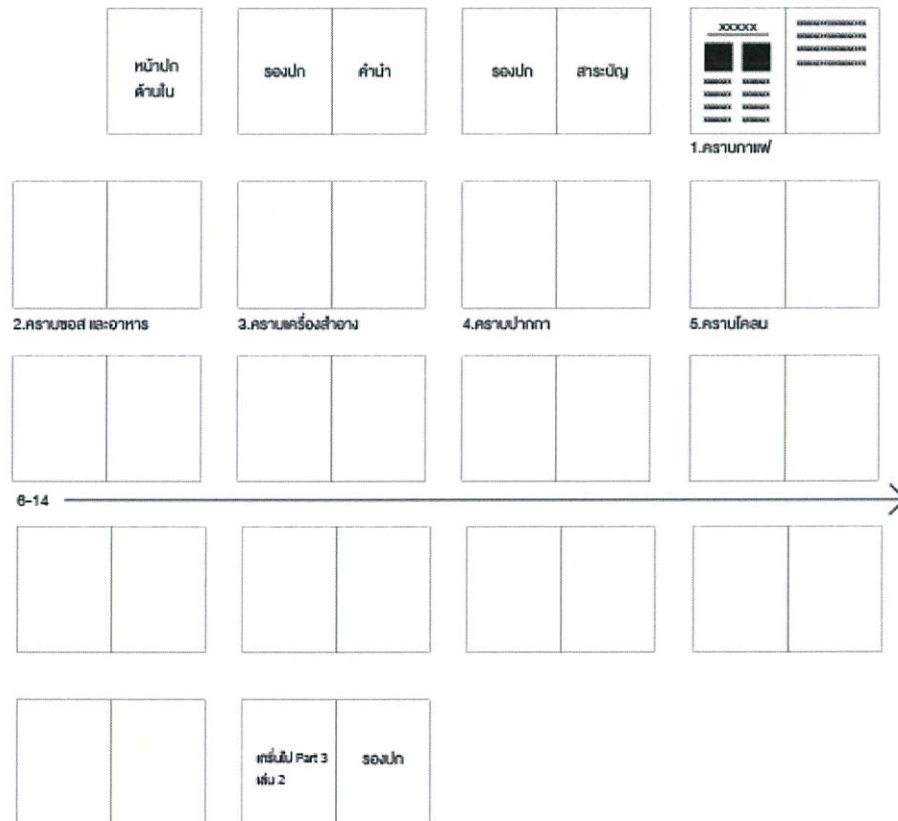 หน้าปก
ด้านใน
รองปก
คำนำ
รองปก
สาระบัญ
XXXXX
1.คราบกาแฟ
2.คราบซอส และอาหาร
3.คราบเครื่องสำอาง
4.คราบปากกา
5.คราบโคลน
6-14
เกริ่นไป Part 3
เล่ม 2
รองปก